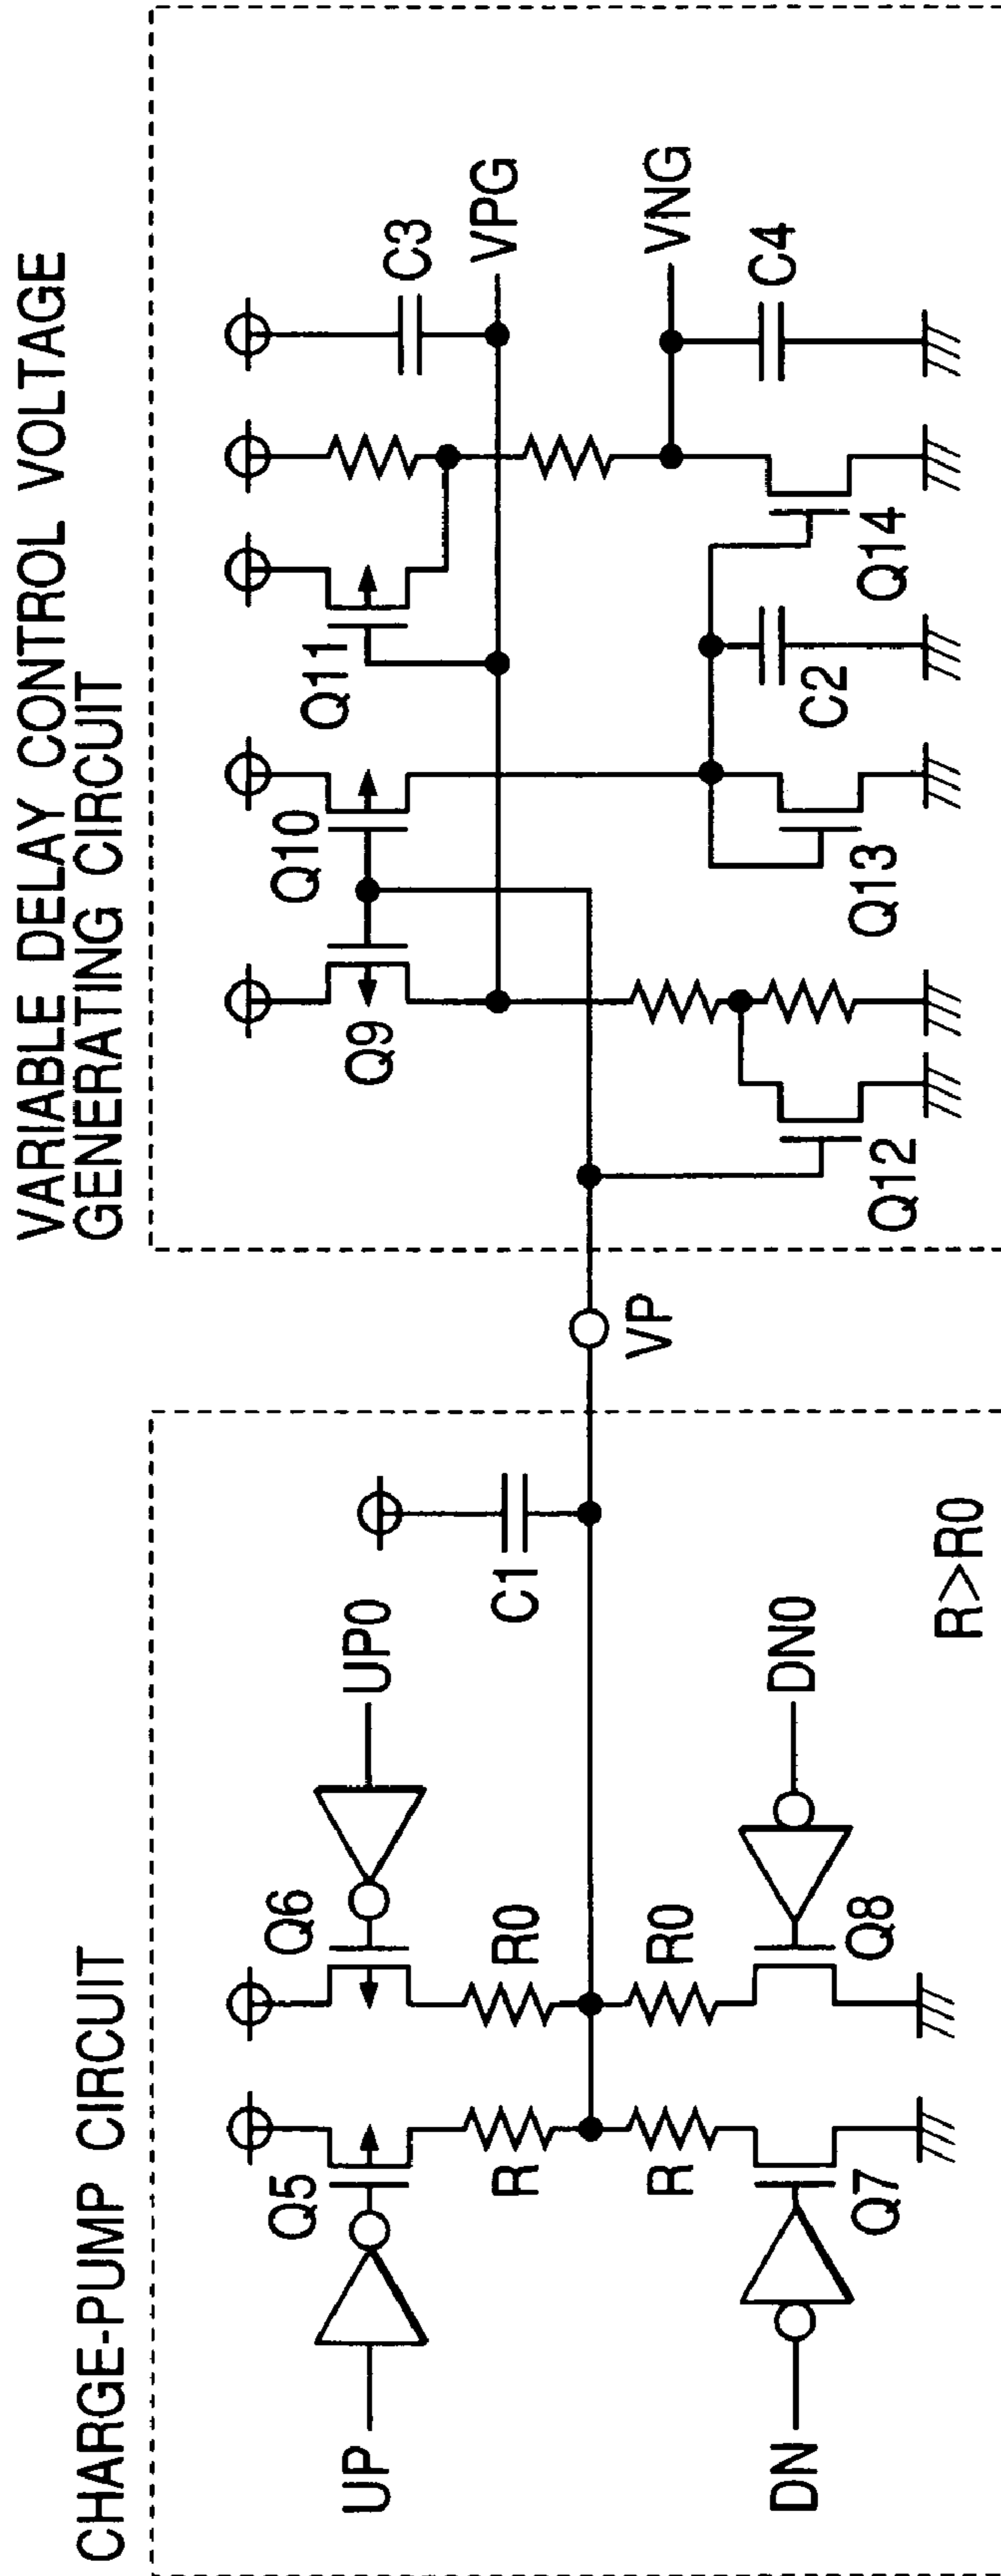 CHARGE-PUMP CIRCUIT
UP
Q5
Q6
UP0
R
R0
C1
R
R0
DN
Q7
Q8
DN0
R>R0
VP
VARIABLE DELAY CONTROL VOLTAGE
GENERATING CIRCUIT
Q9
Q10
Q11
C3
VPG
VNG
Q12
Q13
C2
Q14
C4